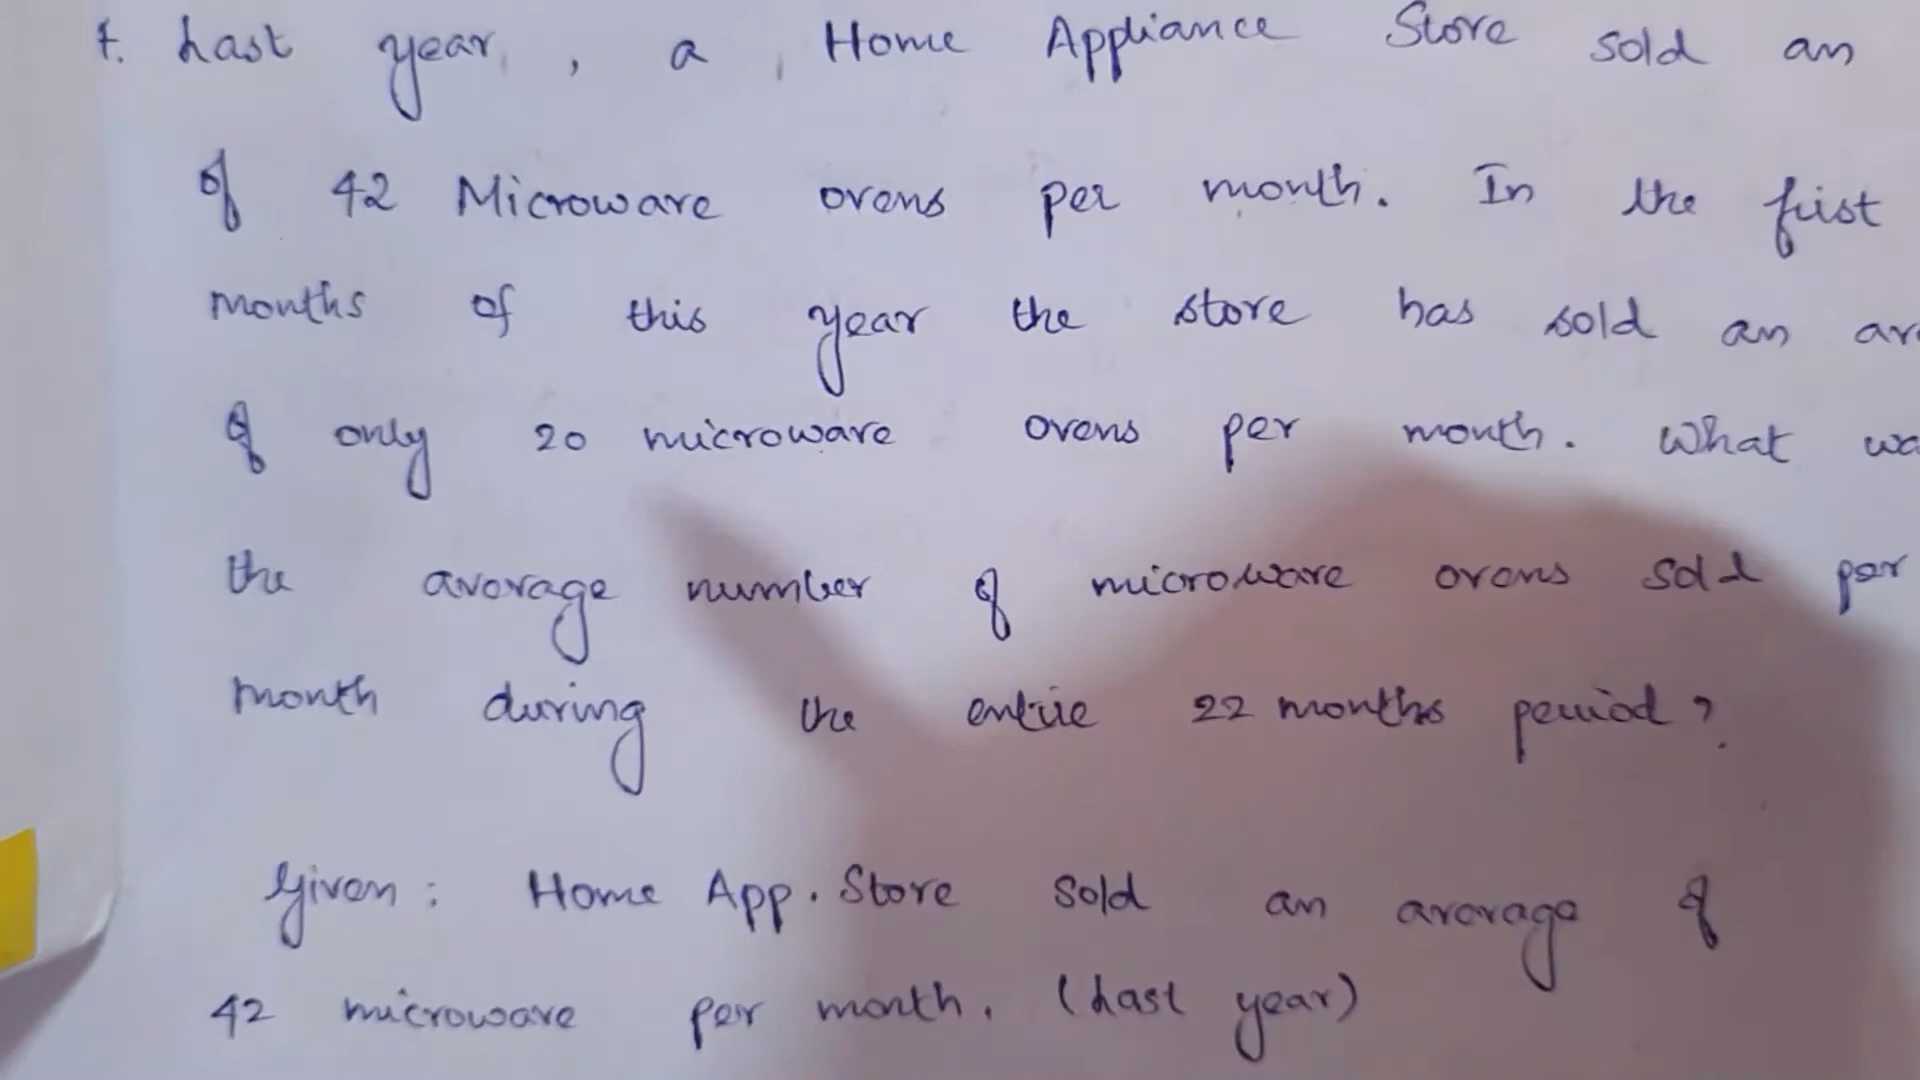 7. Last year, a Home Appliance Store sold an
of 42 Microware ovens per month. In the first
months of this year the store has sold an
of only 20 microware ovens per month. What
the average number of microware ovens sold per
month during the entire 22 months period?
Given: Home App. Store Sold an average of
42 microware per month. (Last year)